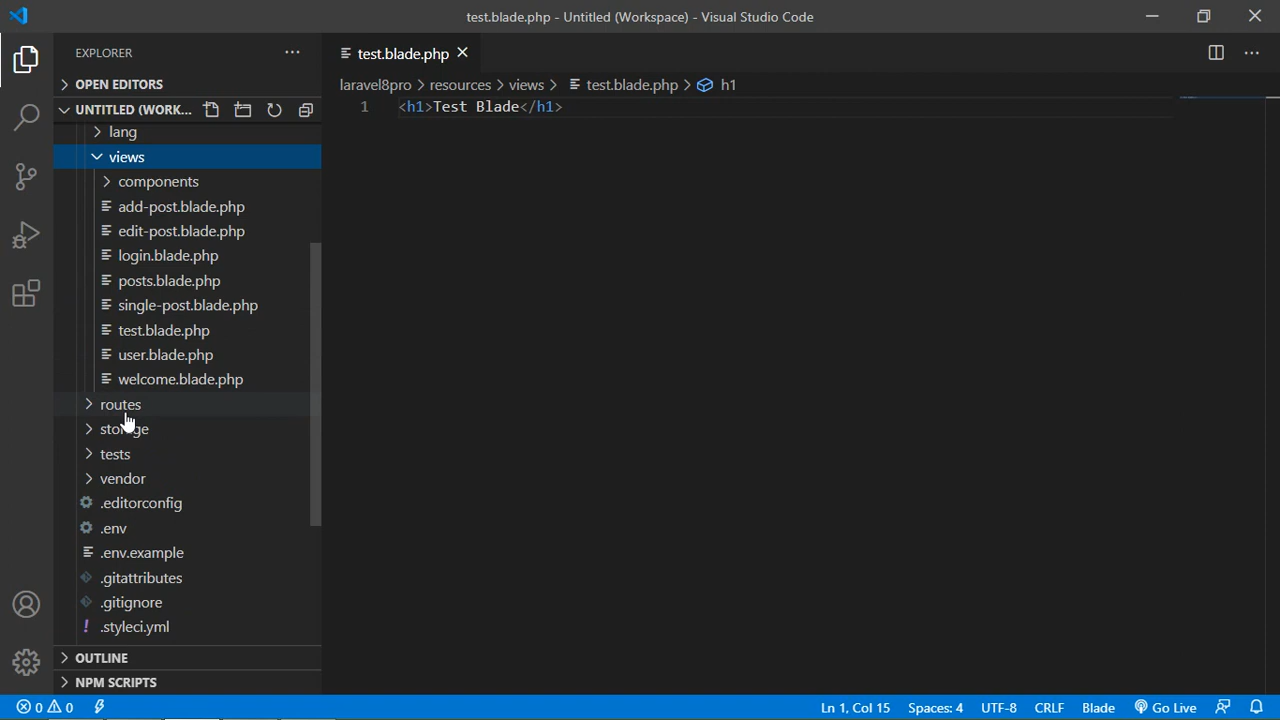 test.blade.php - Untitled (Workspace) - Visual Studio Code
EXPLORER
OPEN EDITORS
UNTITLED (WORK...
lang
views
components
add-post.blade.php
edit-post.blade.php
login.blade.php
posts.blade.php
single-post.blade.php
test.blade.php
user.blade.php
welcome.blade.php
routes
storage
tests
vendor
.editorconfig
.env
.env.example
.gitattributes
.gitignore
.styleci.yml
OUTLINE
NPM SCRIPTS
test.blade.php
laravel8pro > resources > views > test.blade.php > h1
1 <h1>Test Blade</h1>
0 0 Ln 1, Col 15 Spaces: 4 UTF-8 CRLF Blade Go Live